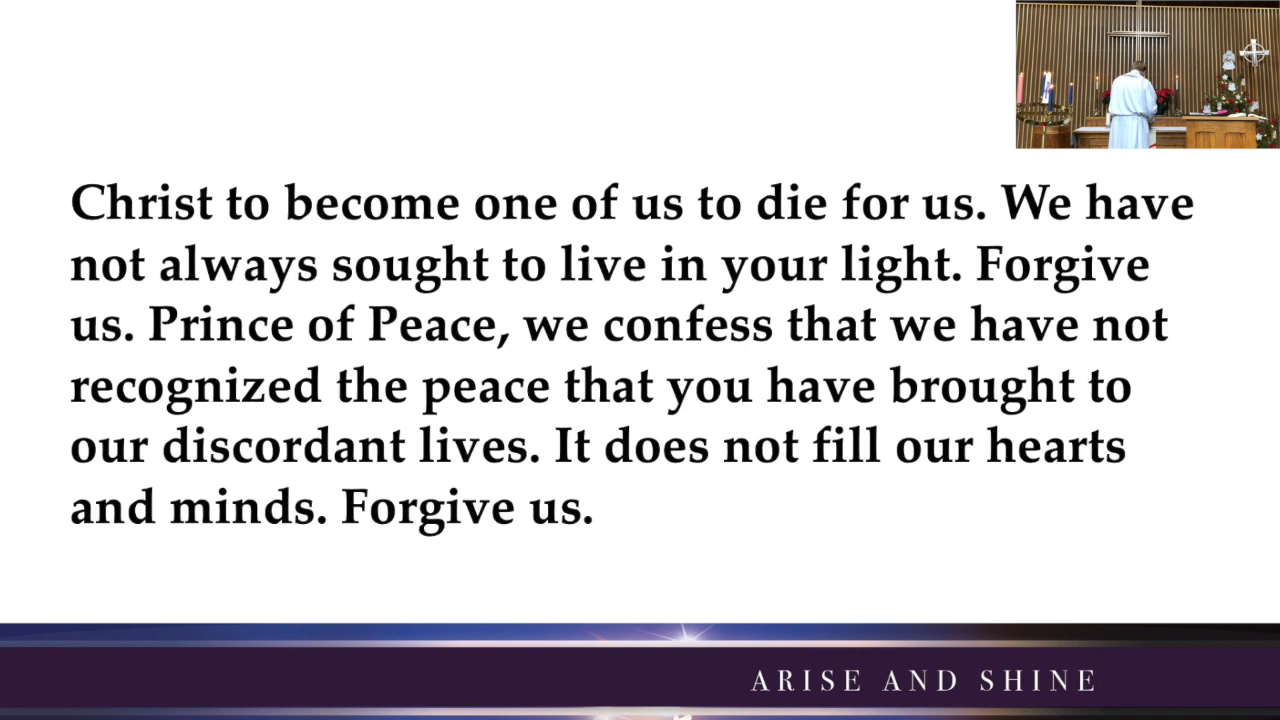 Christ to become one of us to die for us. We have
not always sought to live in your light. Forgive
us. Prince of Peace, we confess that we have not
recognized the peace that you have brought to
our discordant lives. It does not fill our hearts
and minds. Forgive us.
ARISE AND SHINE